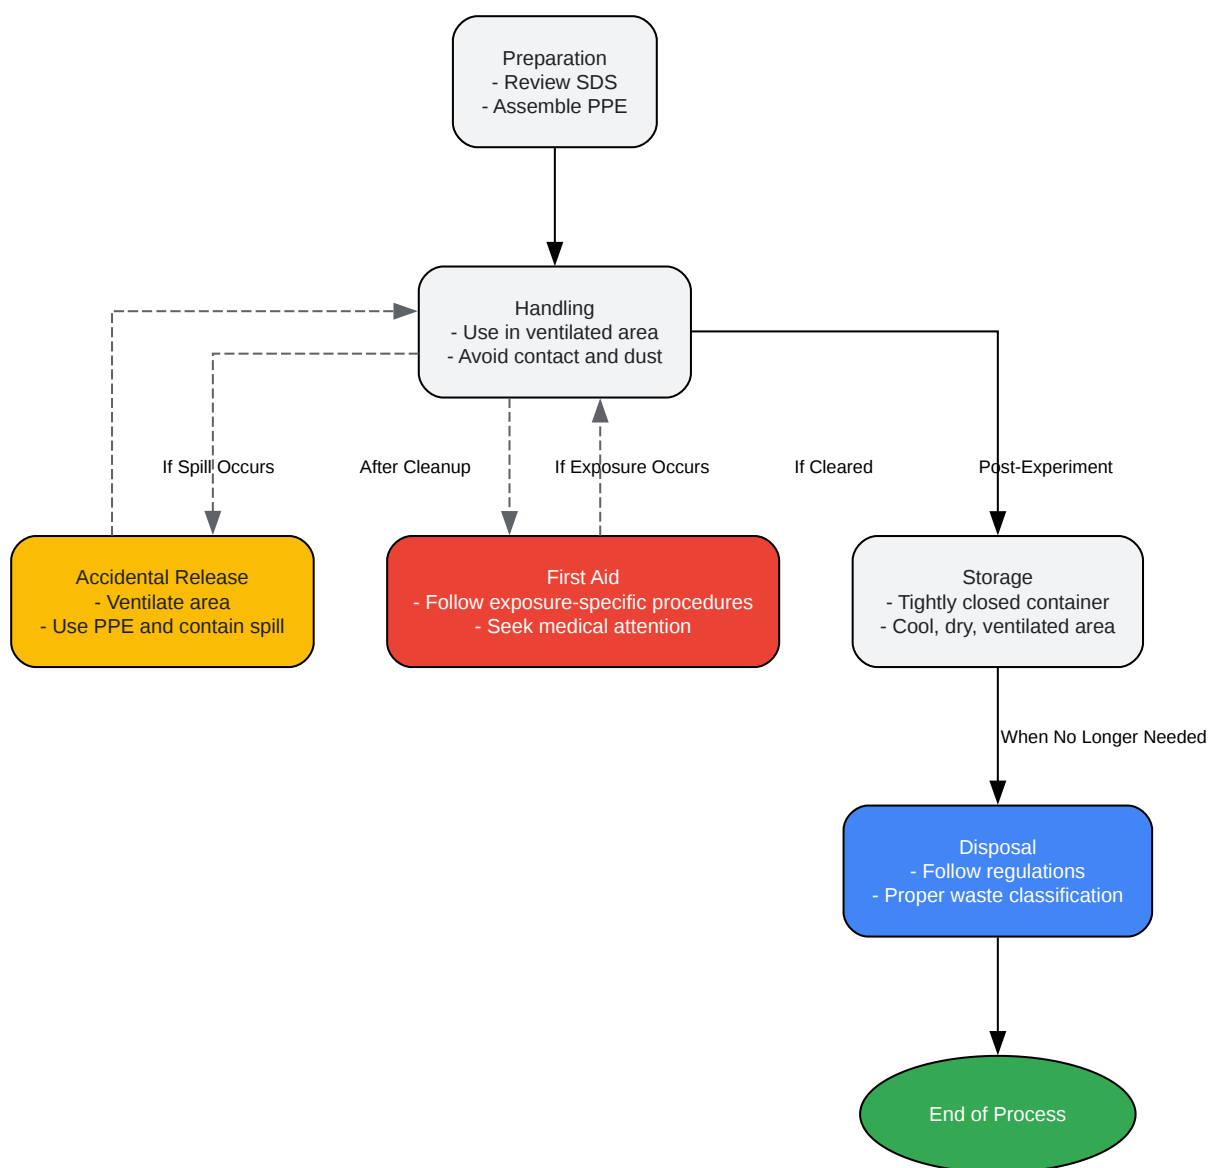 Preparation
- Review SDS
- Assemble PPE
Handling
- Use in ventilated area
- Avoid contact and dust
If Spill Occurs
After Cleanup
If Exposure Occurs
If Cleared
Post-Experiment
Accidental Release
- Ventilate area
- Use PPE and contain spill
First Aid
- Follow exposure-specific procedures
- Seek medical attention
Storage
- Tightly closed container
- Cool, dry, ventilated area
When No Longer Needed
Disposal
- Follow regulations
- Proper waste classification
End of Process